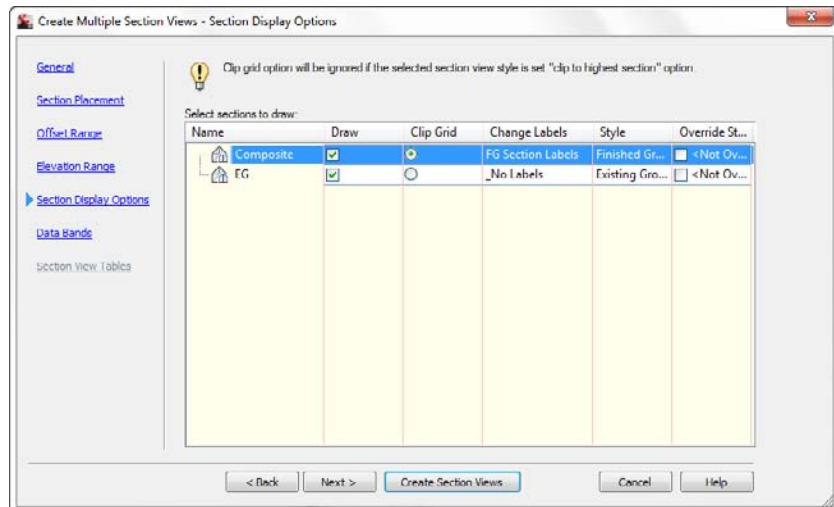 Create Multiple Section Views - Section Display Options
General
Section Placement
Offset Range
Elevation Range
Section Display Options
Data Bands
Section View Tables
Clip grid option will be ignored if the selected section view style is set "clip to highest section" option.
Select sections to draw:
Name Draw Clip Grid Change Labels Style Override St...
Composite FG Section Labels Finished Gr... <Not Ov...
EG _No Labels Existing Gro... <Not Ov...
< Back Next > Create Section Views Cancel Help